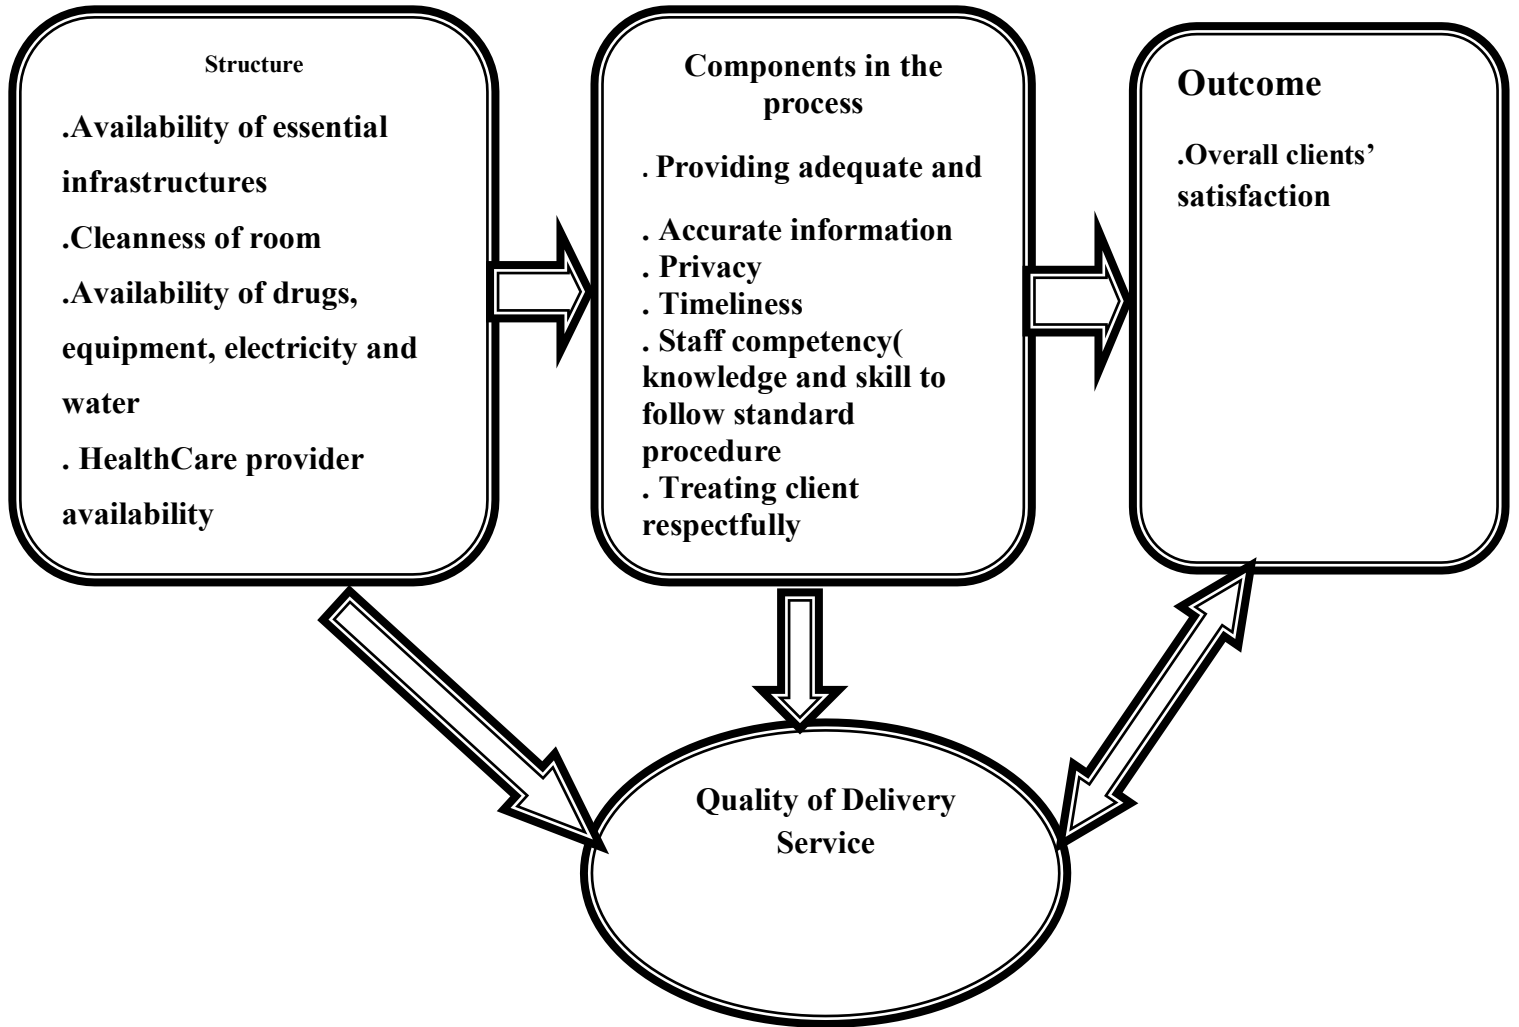 Structure
.Availability of essential
infrastructures
.Cleanness of room
.Availability of drugs,
equipment, electricity and
water
. HealthCare provider
availability
Components in the
process
. Providing adequate and
. Accurate information
. Privacy
. Timeliness
. Staff competency(
knowledge and skill to
follow standard
procedure
. Treating client
respectfully
Outcome
.Overall clients’
satisfaction
Quality of Delivery
Service